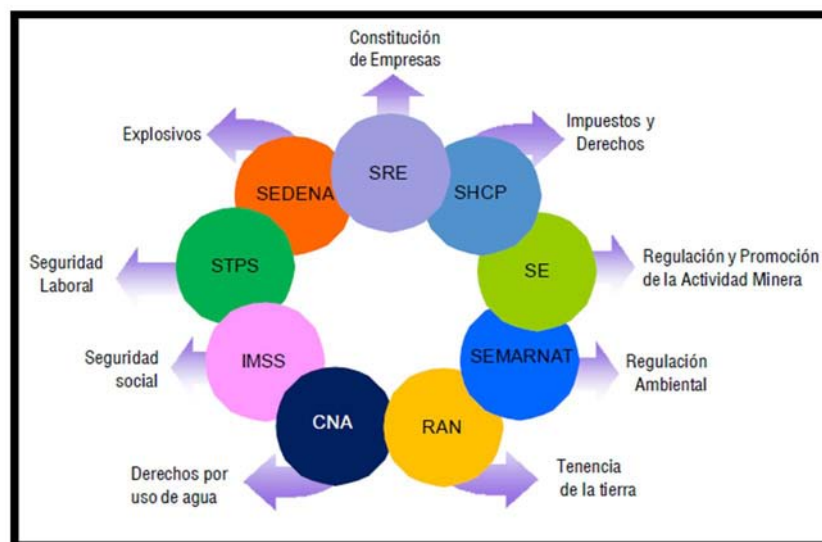 Constitución
de Empresas
Explosivos
Impuestos y
Derechos
SEDENA
SRE
SHCP
Seguridad
Laboral
STPS
SE
Regulación y Promoción
de la Actividad Minera
Seguridad
social
IMSS
SEMARNAT
Regulación
Ambiental
CNA
RAN
Derechos por
uso de agua
Tenencia
de la tierra